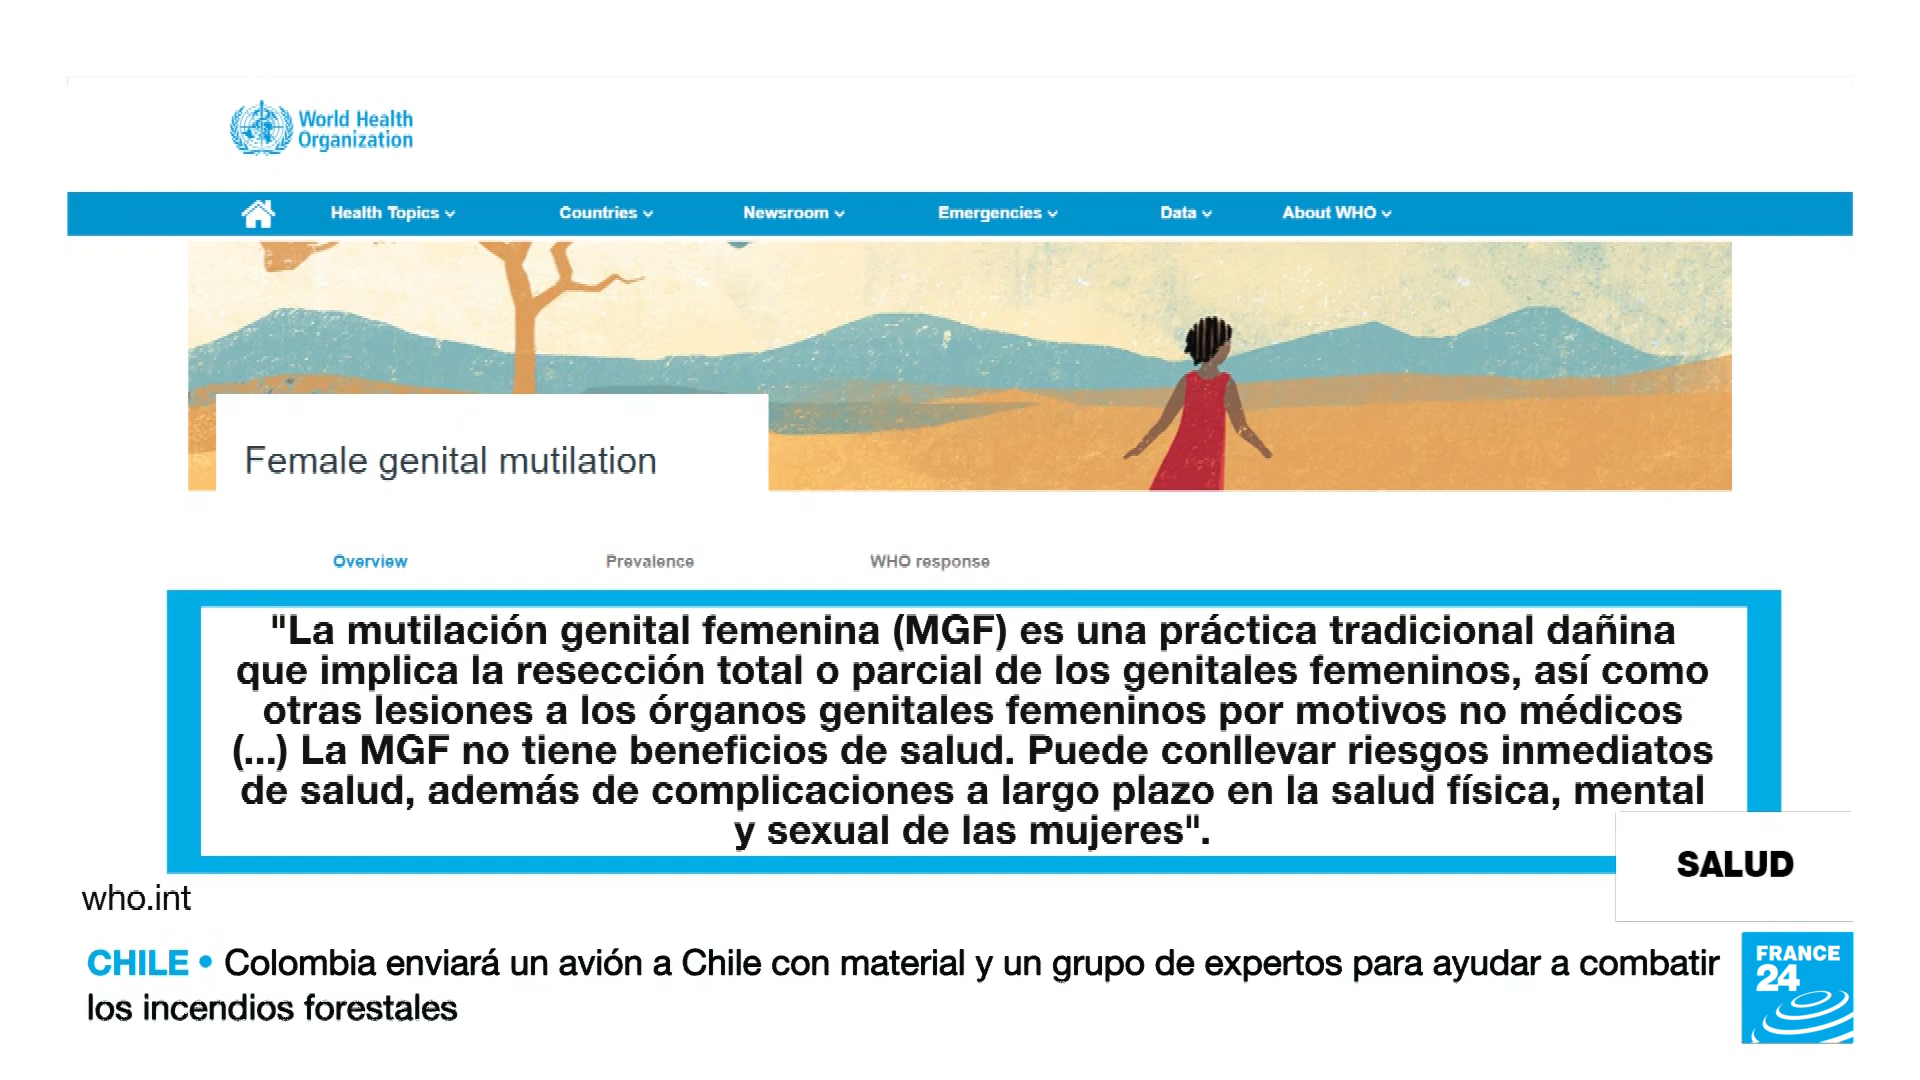 World Health
Organization
Health Topics
Countries
Newsroom
Emergencies
Data
About WHO
Female genital mutilation
Overview
Prevalence
WHO response
"La mutilación genital femenina (MGF) es una práctica tradicional dañina
que implica la resección total o parcial de los genitales femeninos, así como
otras lesiones a los órganos genitales femeninos por motivos no médicos
(...) La MGF no tiene beneficios de salud. Puede conllevar riesgos inmediatos
de salud, además de complicaciones a largo plazo en la salud física, mental
y sexual de las mujeres".
SALUD
who.int
CHILE • Colombia enviará un avión a Chile con material y un grupo de expertos para ayudar a combatir
los incendios forestales
FRANCE
24